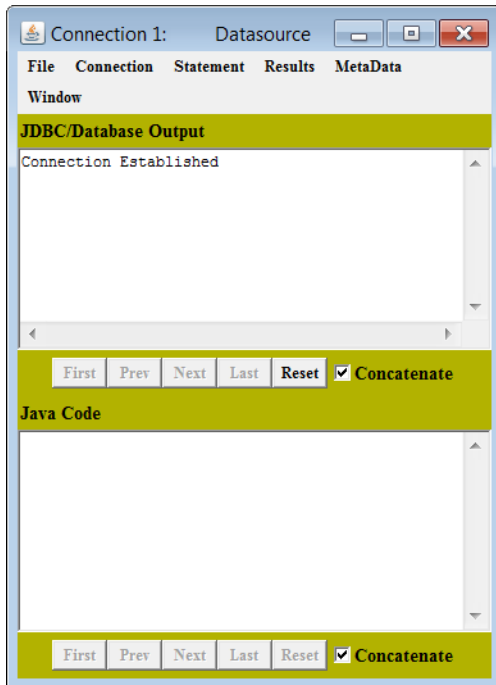 Connection 1: Datasource
File Connection Statement Results MetaData
Window
JDBC/Database Output
Connection Established
First Prev Next Last Reset Concatenate
Java Code
First Prev Next Last Reset Concatenate